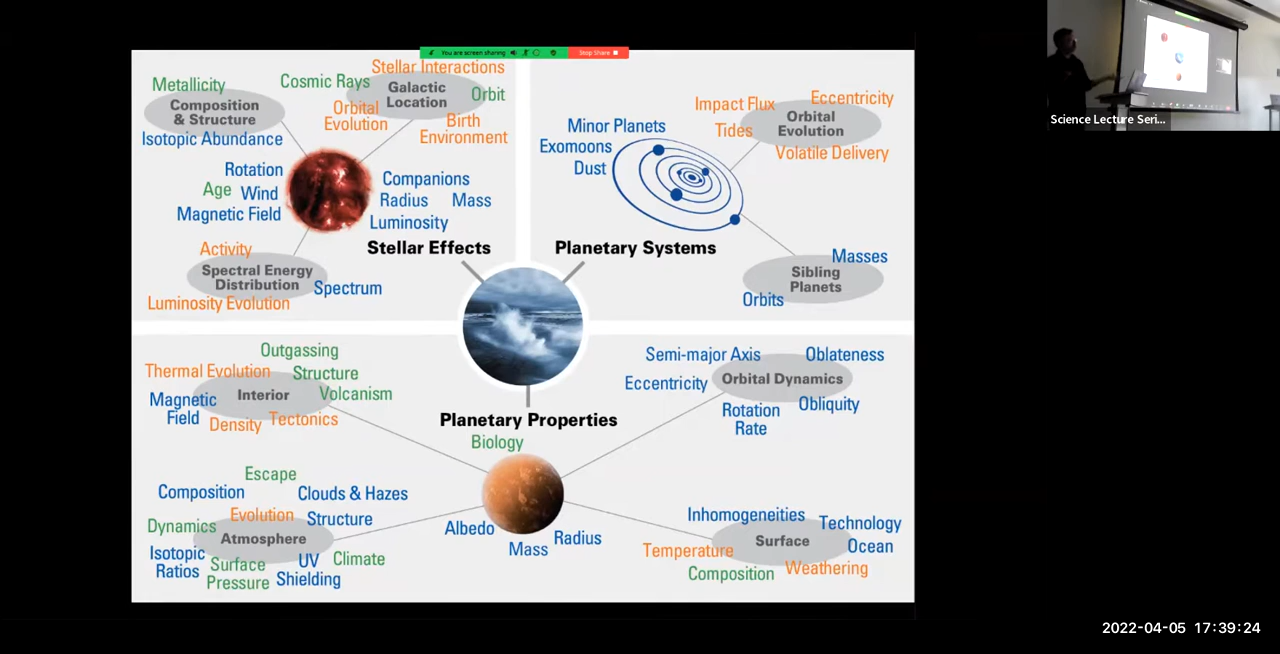 You are screen sharing
Stop Share
Science Lecture Seri...
Metallicity
Composition
& Structure
Isotopic Abundance
Cosmic Rays
Stellar Interactions
Galactic
Location
Orbit
Orbital
Evolution
Birth
Environment
Rotation
Age
Wind
Magnetic Field
Companions
Radius
Mass
Luminosity
Activity
Spectral Energy
Distribution
Spectrum
Luminosity Evolution
Stellar Effects
Minor Planets
Exomoons
Dust
Impact Flux
Eccentricity
Orbital
Evolution
Tides
Volatile Delivery
Planetary Systems
Masses
Sibling
Planets
Orbits
Outgassing
Thermal Evolution
Structure
Interior
Volcanism
Magnetic
Field
Density
Tectonics
Planetary Properties
Biology
Semi-major Axis
Oblateness
Eccentricity
Orbital Dynamics
Rotation
Rate
Obliquity
Escape
Composition
Clouds & Hazes
Evolution
Structure
Dynamics
Atmosphere
Isotopic
Ratios
Surface
Pressure
UV
Shielding
Climate
Albedo
Mass
Radius
Inhomogeneities
Technology
Surface
Ocean
Temperature
Composition
Weathering
2022-04-05 17:39:24